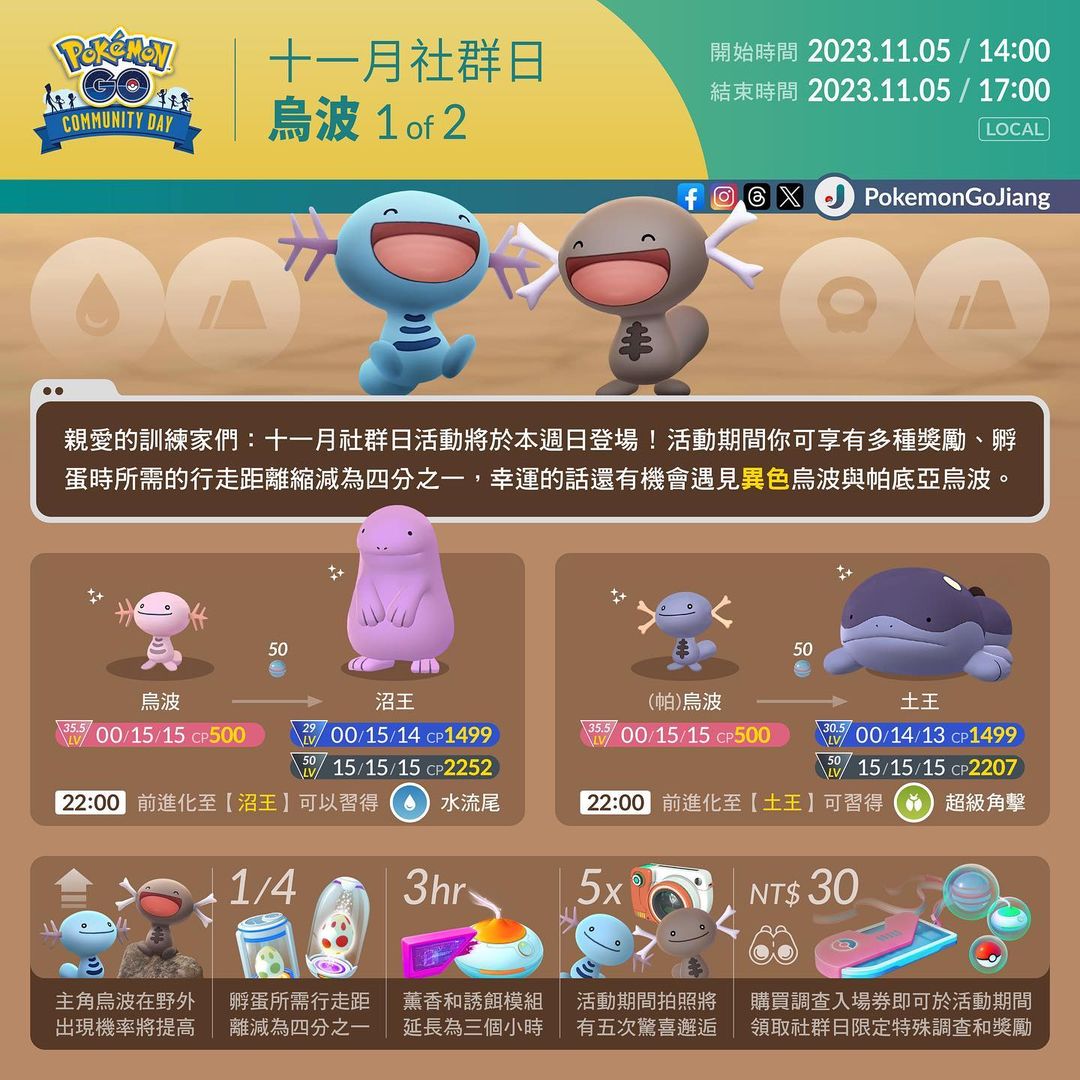 POKÉMON
GO
COMMUNITY DAY
十一月社群日
烏波 1 of 2
開始時間 2023.11.05 / 14:00
結束時間 2023.11.05 / 17:00
LOCAL
PokemonGoJiang
親愛的訓練家們：十一月社群日活動將於本週日登場！活動期間你可享有多種獎勵、孵
蛋時所需的行走距離縮減為四分之一，幸運的話還有機會遇見異色烏波與帕底亞烏波。
50
烏波
沼王
35.5 LV 00/15/15 CP500
29 LV 00/15/14 CP1499
50 LV 15/15/15 CP2252
22:00 前進化至【沼王】可以習得 水流尾
50
(帕)烏波
土王
35.5 LV 00/15/15 CP500
30.5 LV 00/14/13 CP1499
50 LV 15/15/15 CP2207
22:00 前進化至【土王】可習得 超級角擊
主角烏波在野外
出現機率將提高
1/4
孵蛋所需行走距
離減為四分之一
3hr
薰香和誘餌模組
延長為三個小時
5x
活動期間拍照將
有五次驚喜邂逅
NT$ 30
購買調查入場券即可於活動期間
領取社群日限定特殊調查和獎勵